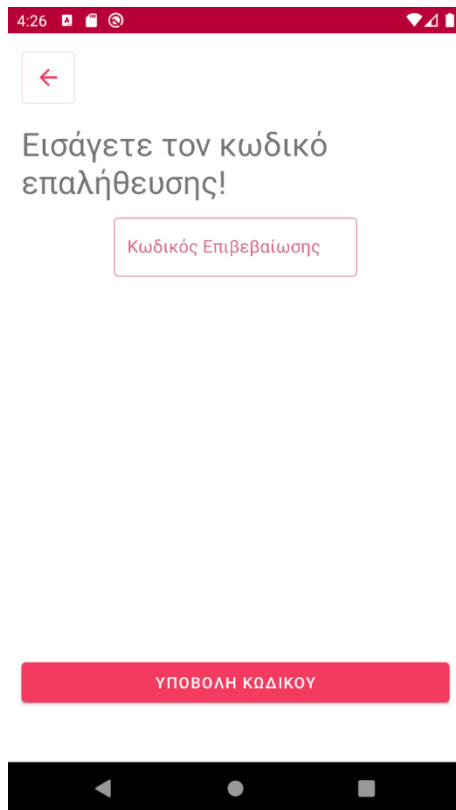 4:26
Εισάγετε τον κωδικό
επαλήθευσης!
Κωδικός Επιβεβαίωσης
ΥΠΟΒΟΛΗ ΚΩΔΙΚΟΥ